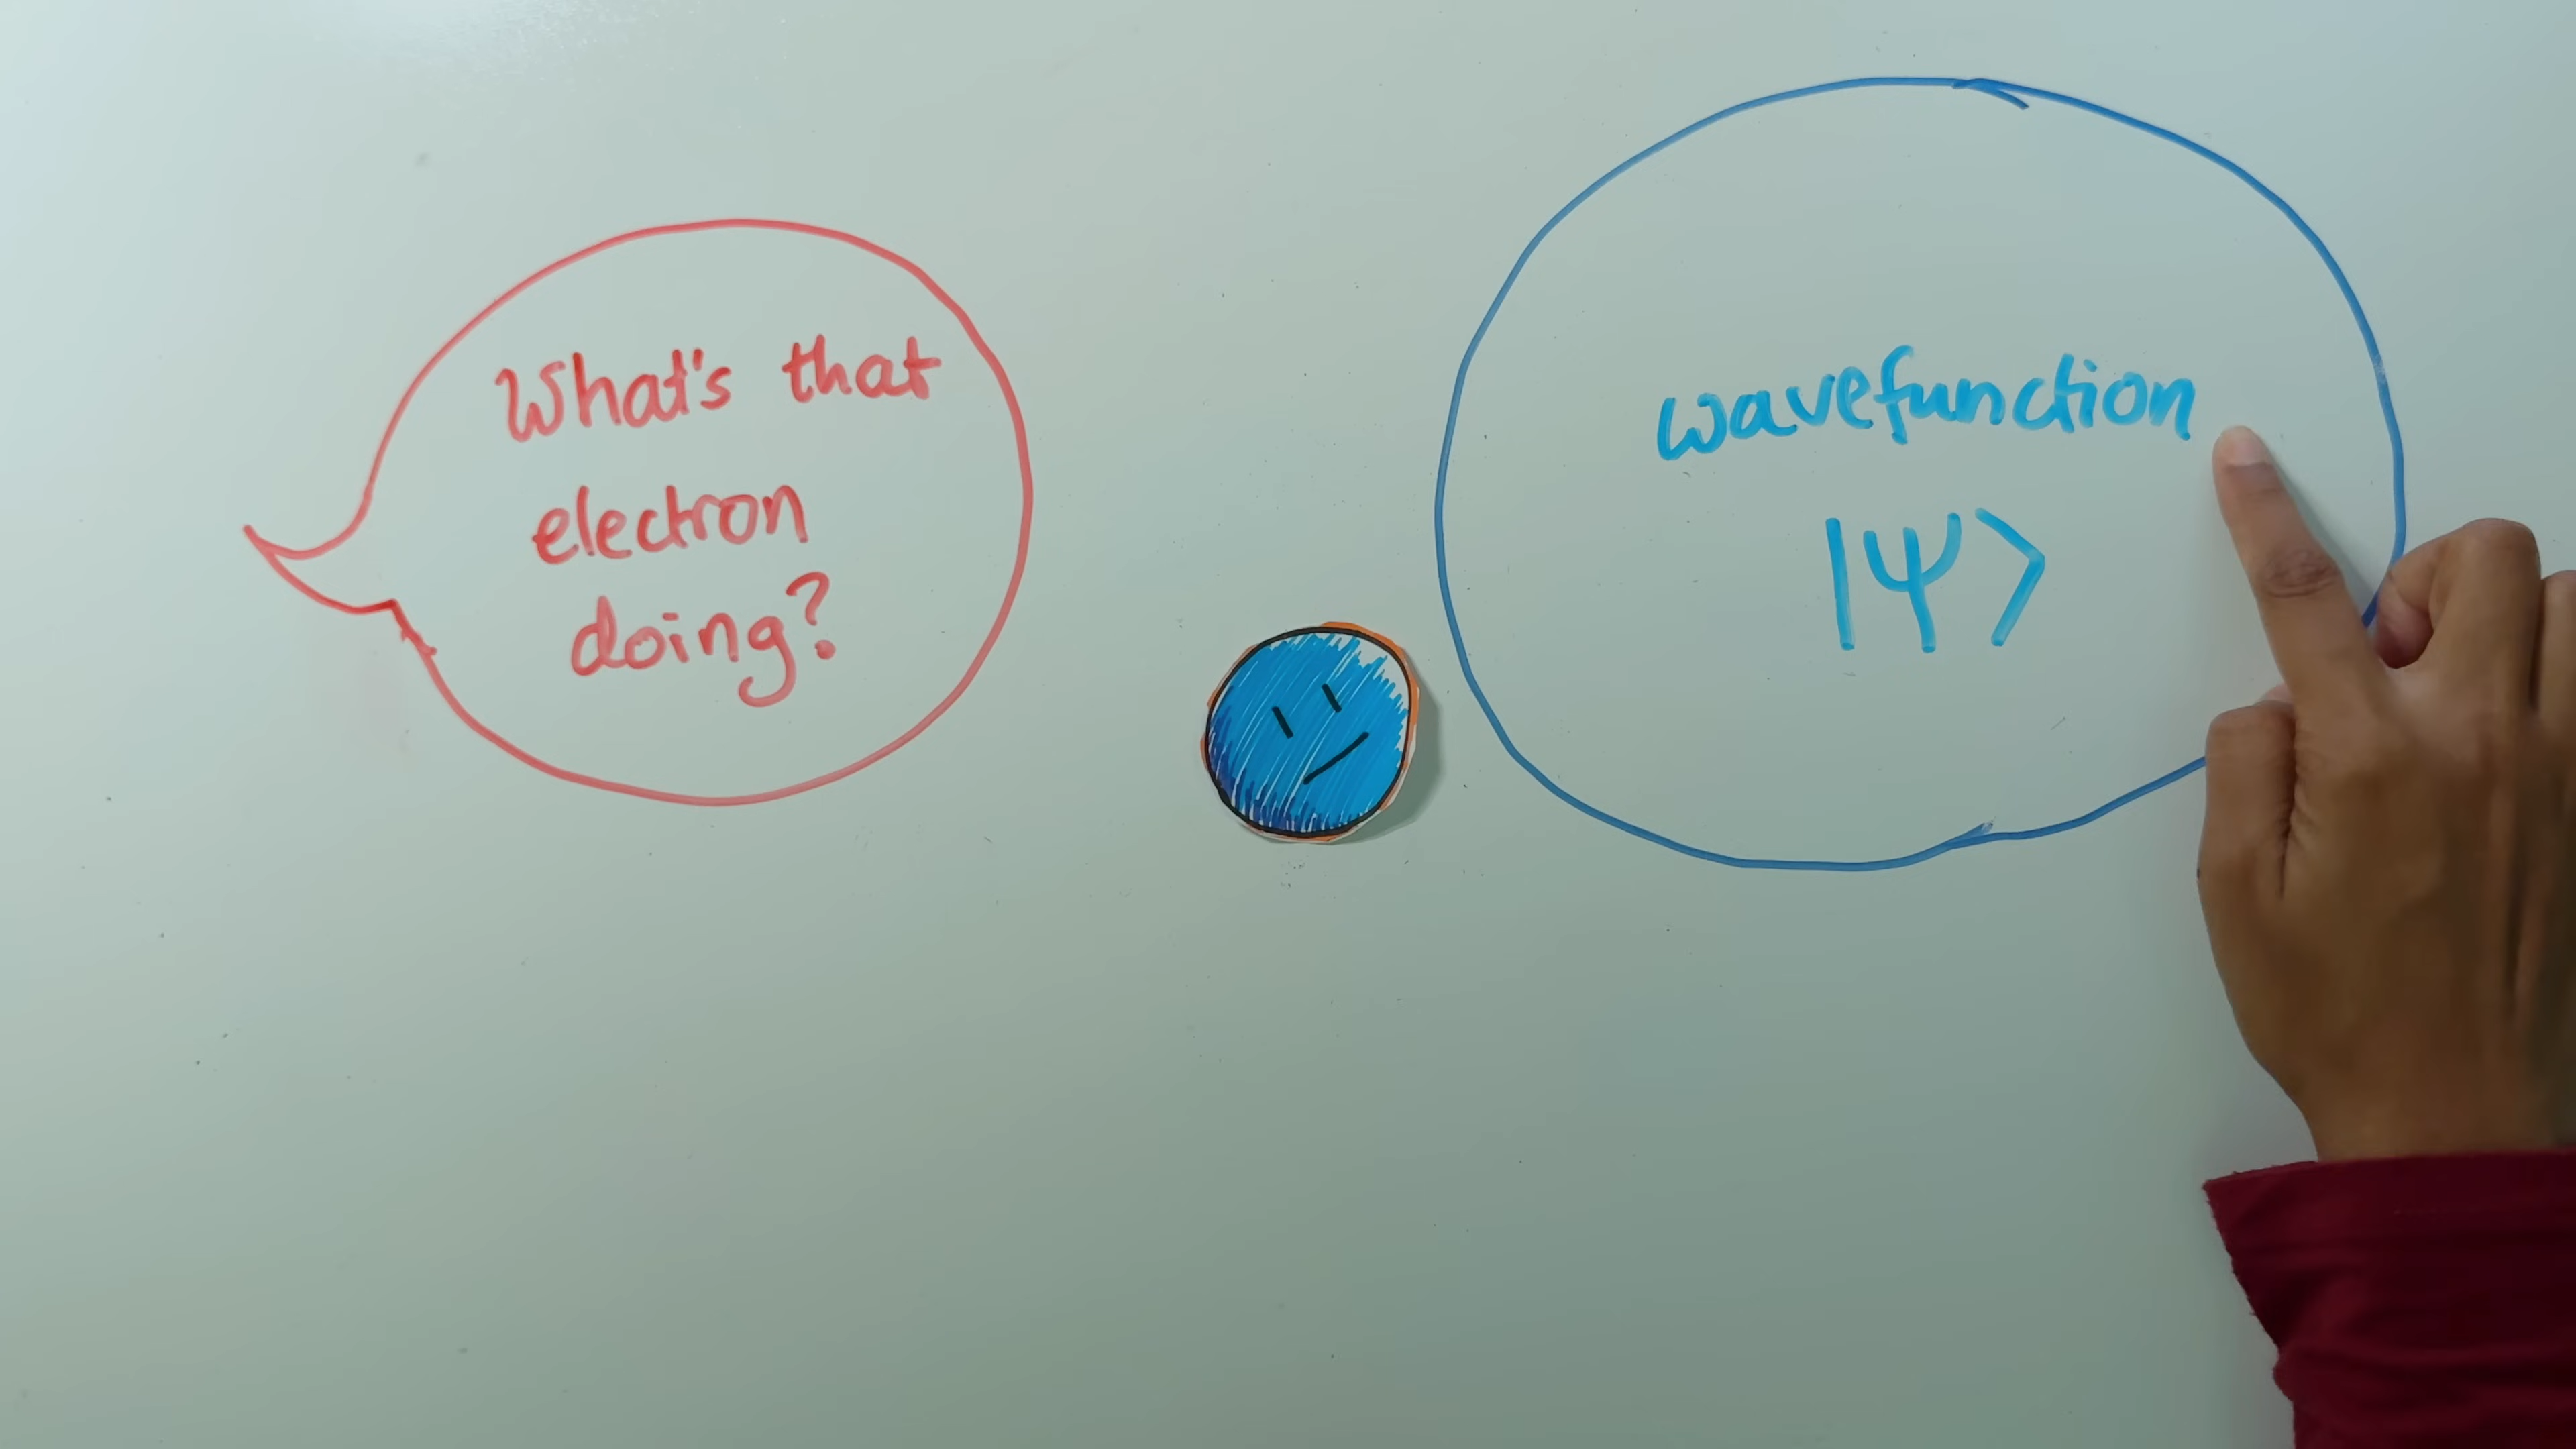 What's that
electron
doing?
wavefunction
|ψ⟩